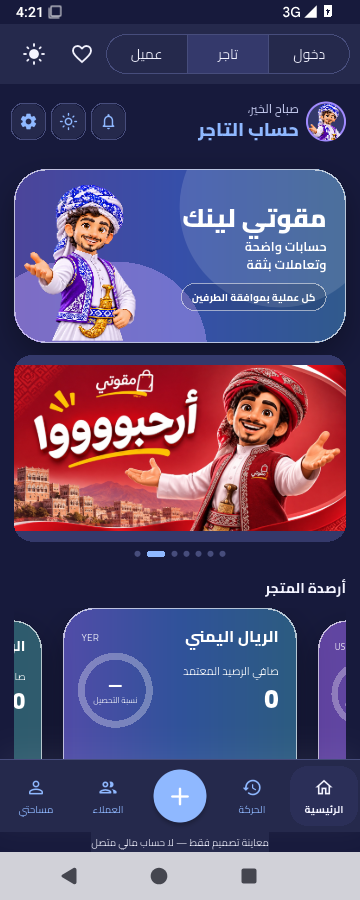 4:21 3G
دخول تاجر عميل
صباح الخير،
حساب التاجر
مقوتي لينك
حسابات واضحة
وتعاملات بثقة
كل عملية بموافقة الطرفين
مقوتي
أرحبوووووا
أرصدة المتجر
الريال اليمني YER
صافي الرصيد المعتمد
0
—
نسبة التحصيل
US
0
الرئيسية الحركة العملاء مساحتي
معاينة تصميم فقط — لا حساب مالي متصل